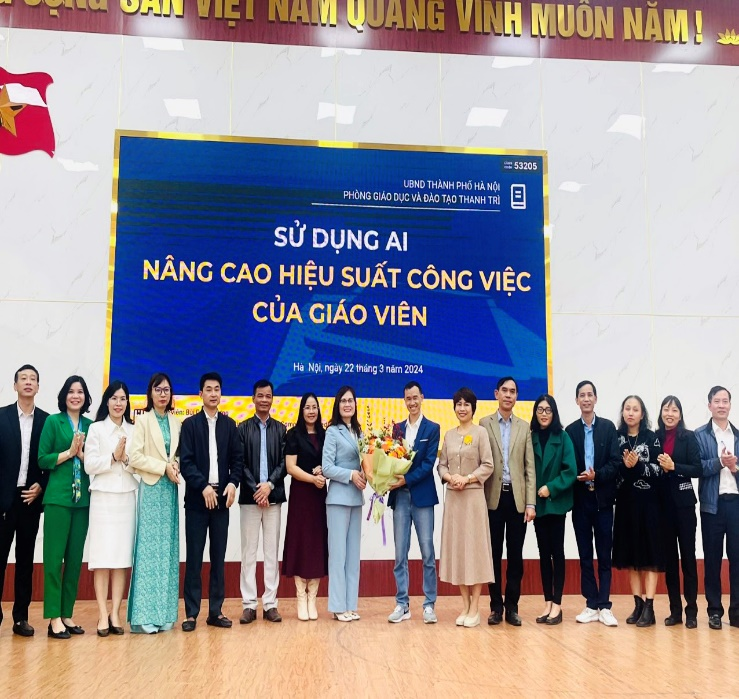 CỘNG SẢN VIỆT NAM QUANG VINH MUÔN NĂM !
53205
UBND THÀNH PHỐ HÀ NỘI
PHÒNG GIÁO DỤC VÀ ĐÀO TẠO THANH TRÌ
SỬ DỤNG AI
NÂNG CAO HIỆU SUẤT CÔNG VIỆC
CỦA GIÁO VIÊN
Hà Nội, ngày 22 tháng 3 năm 2024